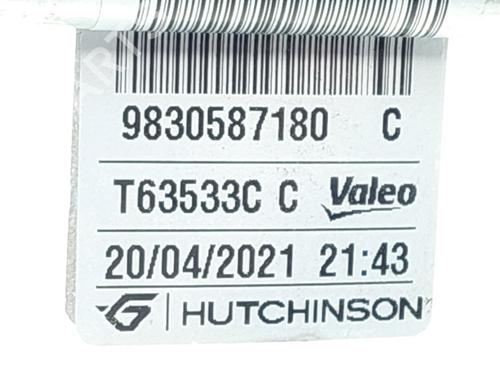 9830587180 C
T63533C C Valeo
20/04/2021 21:43
HUTCHINSON